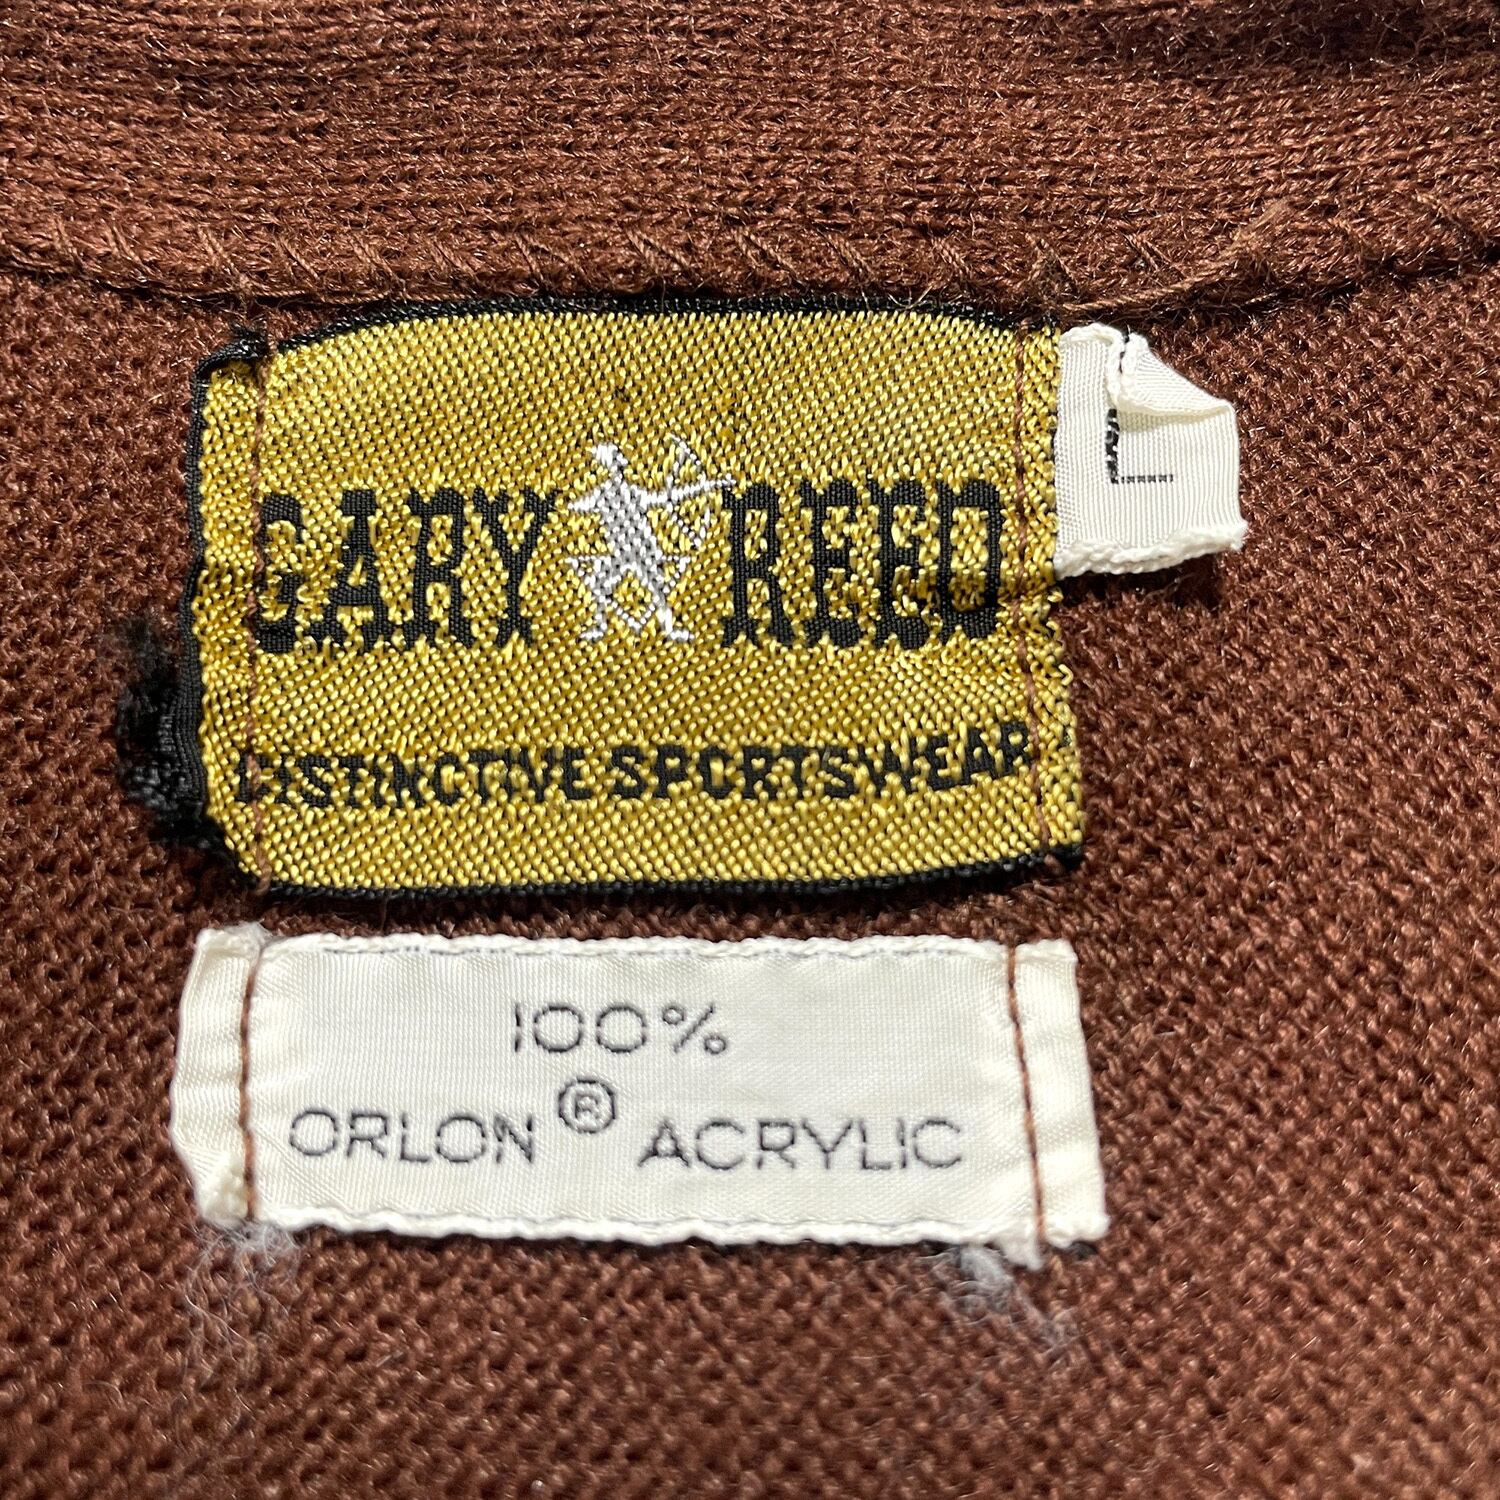 GARY REED
L
DISTINCTIVE SPORTSWEAR
100%
ORLON ® ACRYLIC